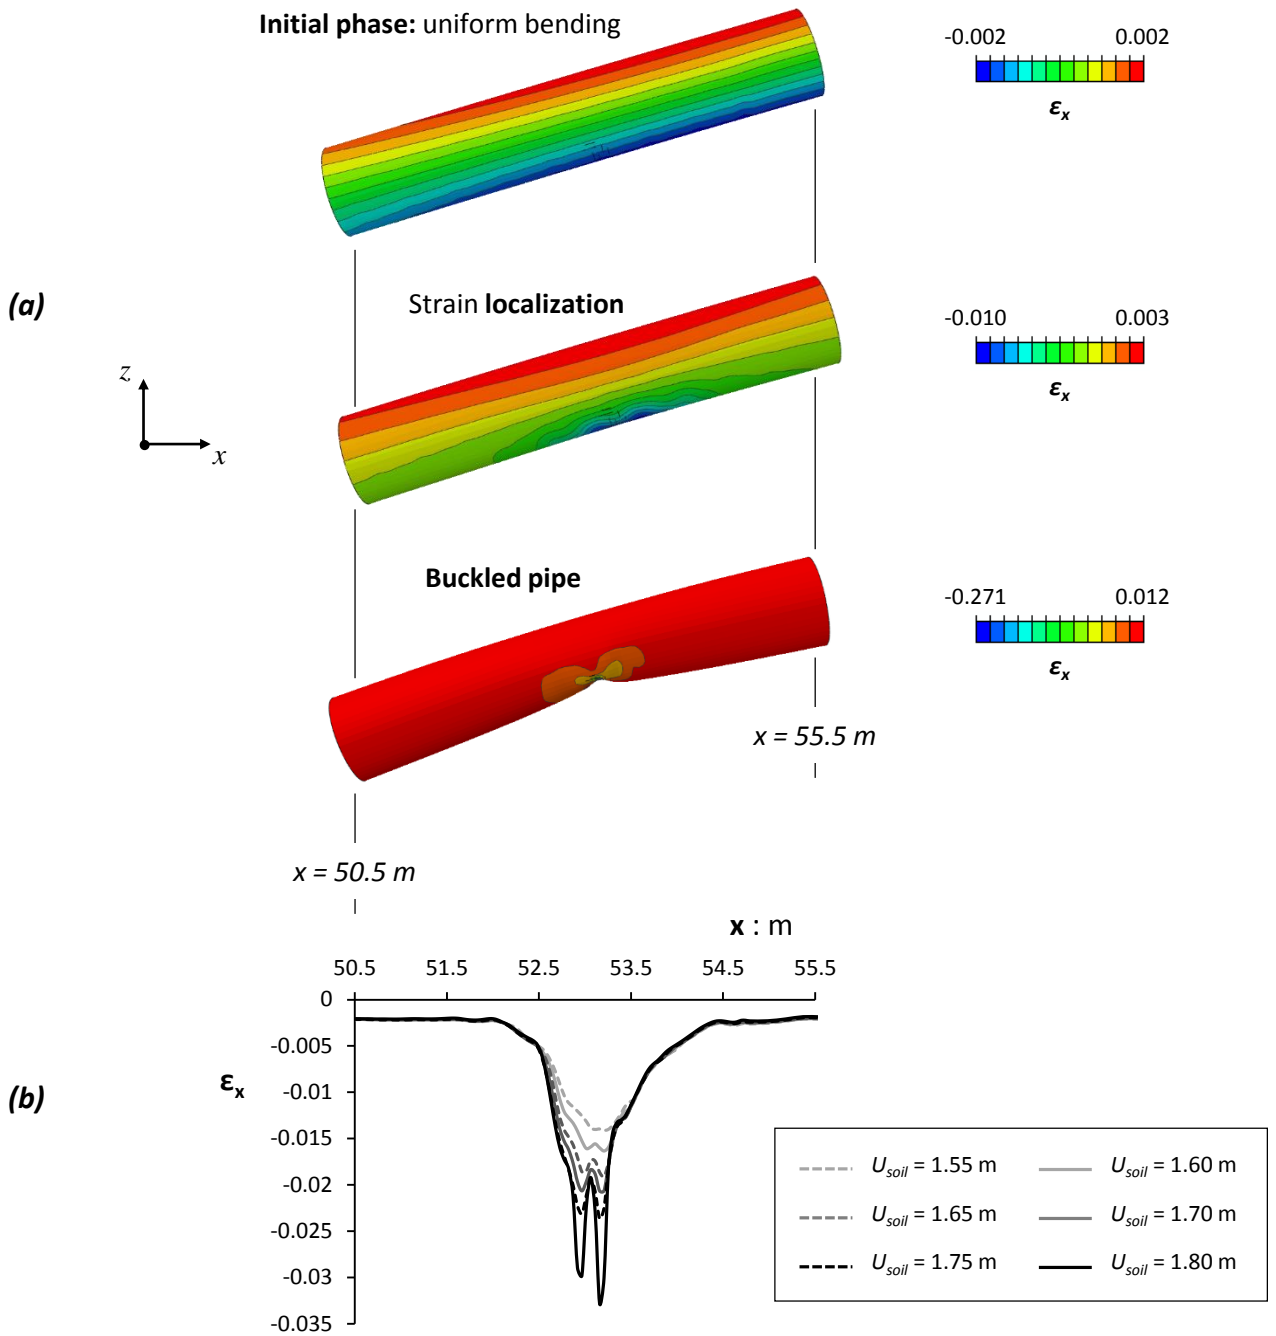 Initial phase: uniform bending
-0.002 0.002
εx
(a)
Strain localization
-0.010 0.003
εx
z
x
Buckled pipe
-0.271 0.012
εx
x = 55.5 m
x = 50.5 m
x : m
50.5 51.5 52.5 53.5 54.5 55.5
0
-0.005
-0.01
-0.015
-0.02
-0.025
-0.03
-0.035
εx
(b)
Usoil = 1.55 m Usoil = 1.60 m
Usoil = 1.65 m Usoil = 1.70 m
Usoil = 1.75 m Usoil = 1.80 m